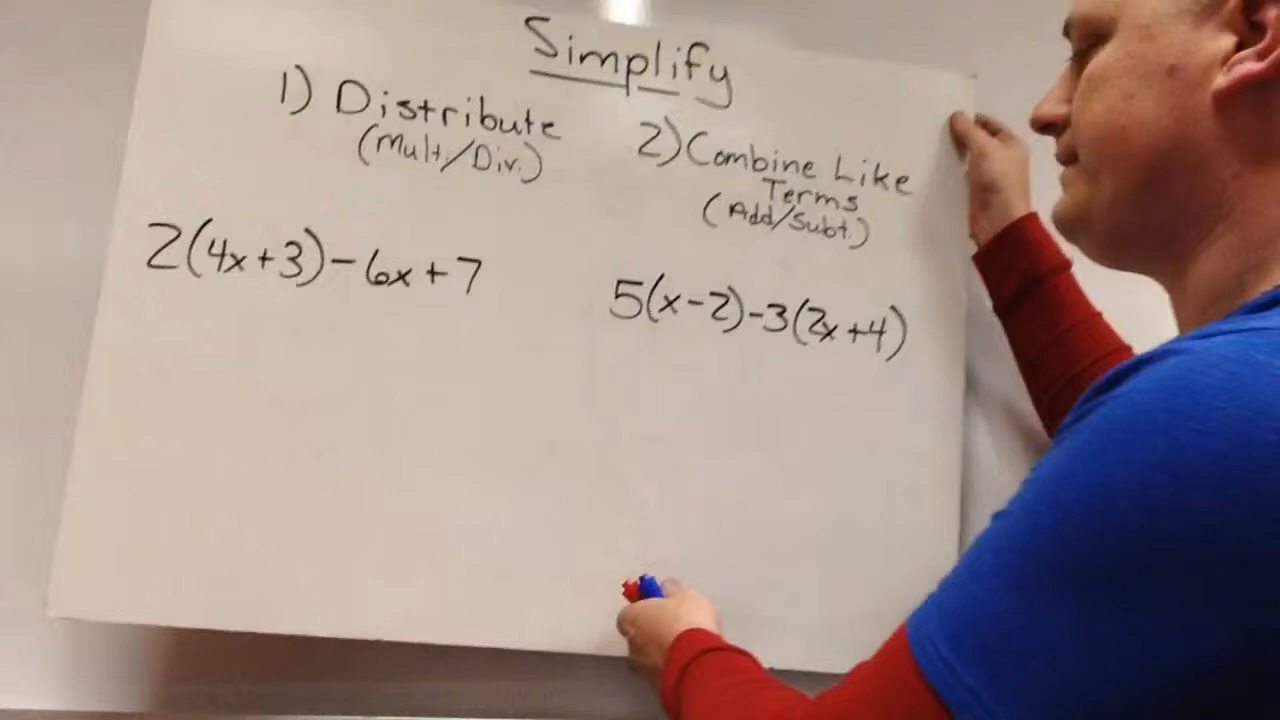 Simplify
1) Distribute
(Mult./Div.)
2) Combine Like
Terms
(Add/Subt.)
2(4x+3)-6x+7
5(x-2)-3(2x+4)